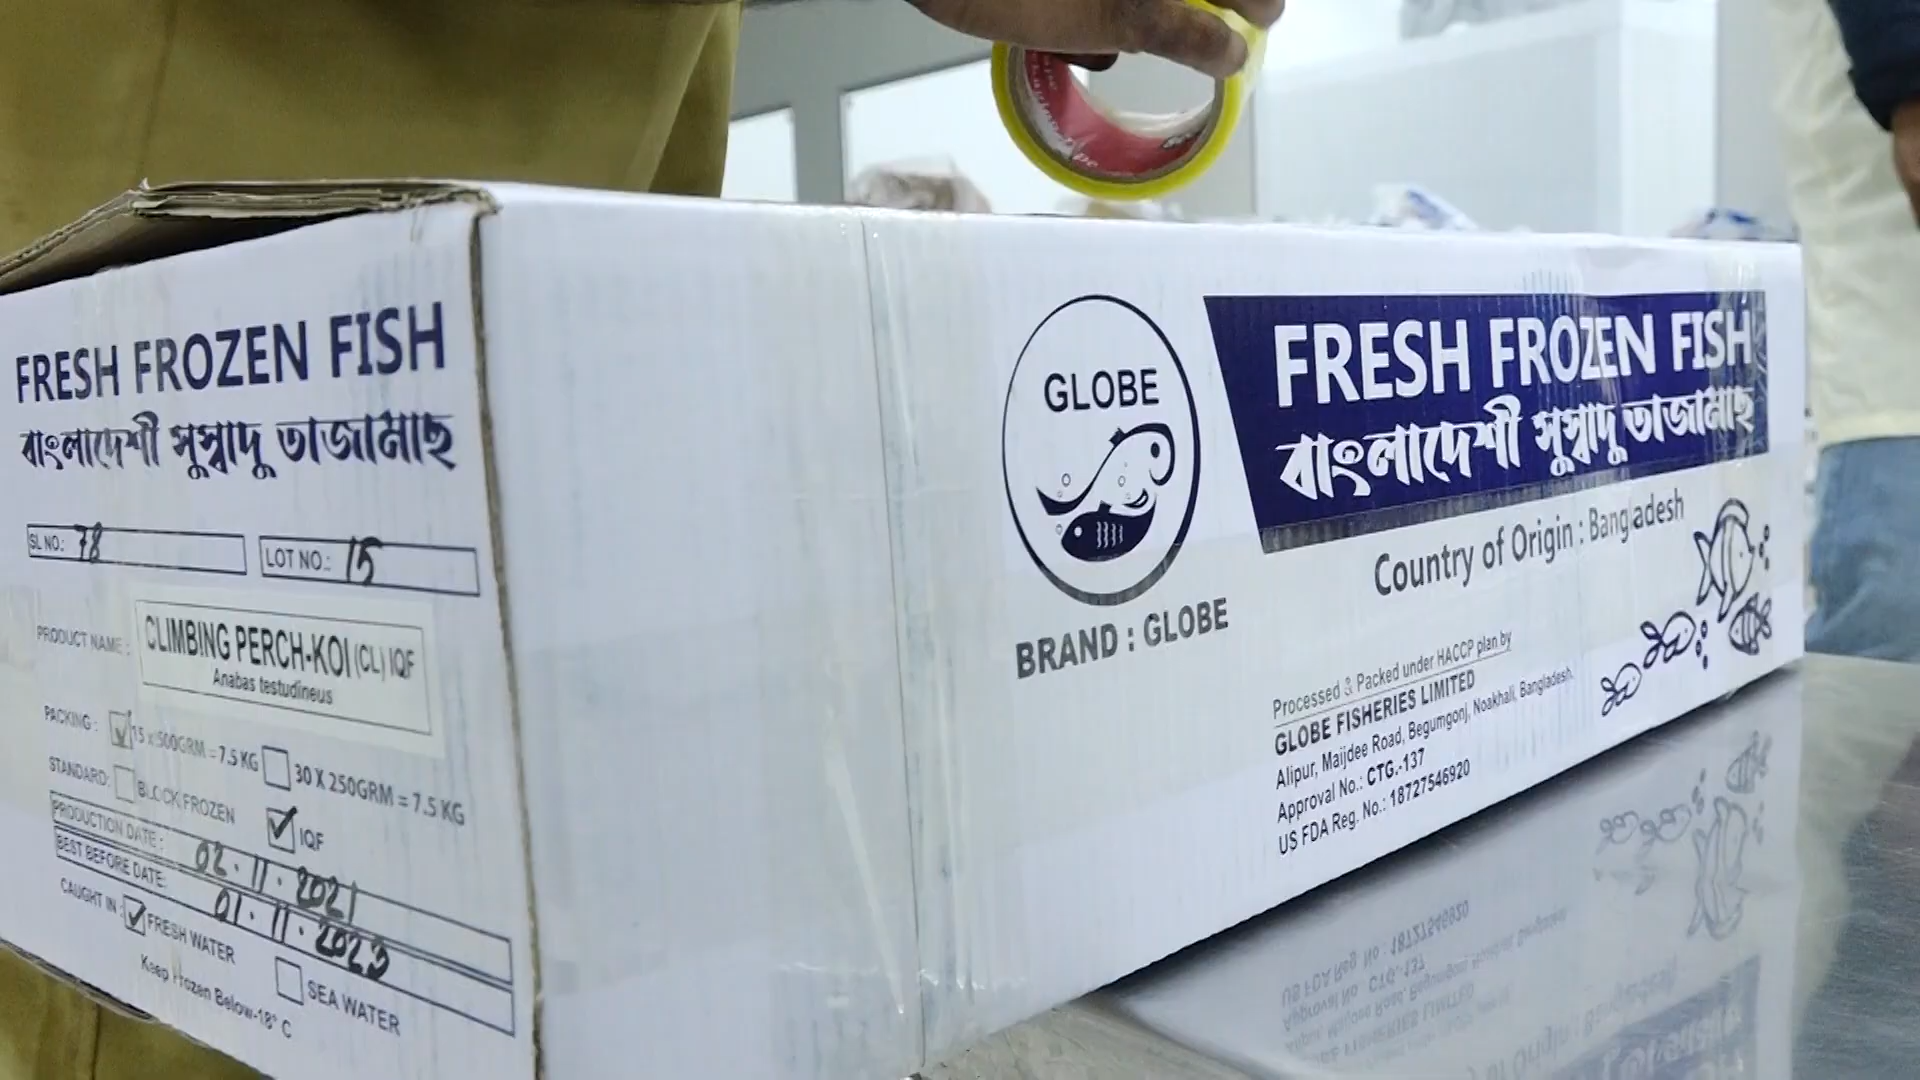 FRESH FROZEN FISH
বাংলাদেশী সুস্বাদু তাজামাছ
SL NO.: 78
LOT NO.: 15
PRODUCT NAME :
CLIMBING PERCH-KOI (CL) IQF
Anabas testudineus
PACKING : 15 x 500GRM = 7.5 KG 30 X 250GRM = 7.5 KG
STANDARD: BLOCK FROZEN IQF
PRODUCTION DATE : 02.11.2021
BEST BEFORE DATE: 01.11.2023
CAUGHT IN : FRESH WATER SEA WATER
Keep Frozen Below-18° C
GLOBE
BRAND : GLOBE
FRESH FROZEN FISH
বাংলাদেশী সুস্বাদু তাজামাছ
Country of Origin : Bangladesh
Processed & Packed under HACCP plan by
GLOBE FISHERIES LIMITED
Alipur, Maijdee Road, Begumgonj, Noakhali, Bangladesh.
Approval No.: CTG.-137
US FDA Reg. No.: 18727546920